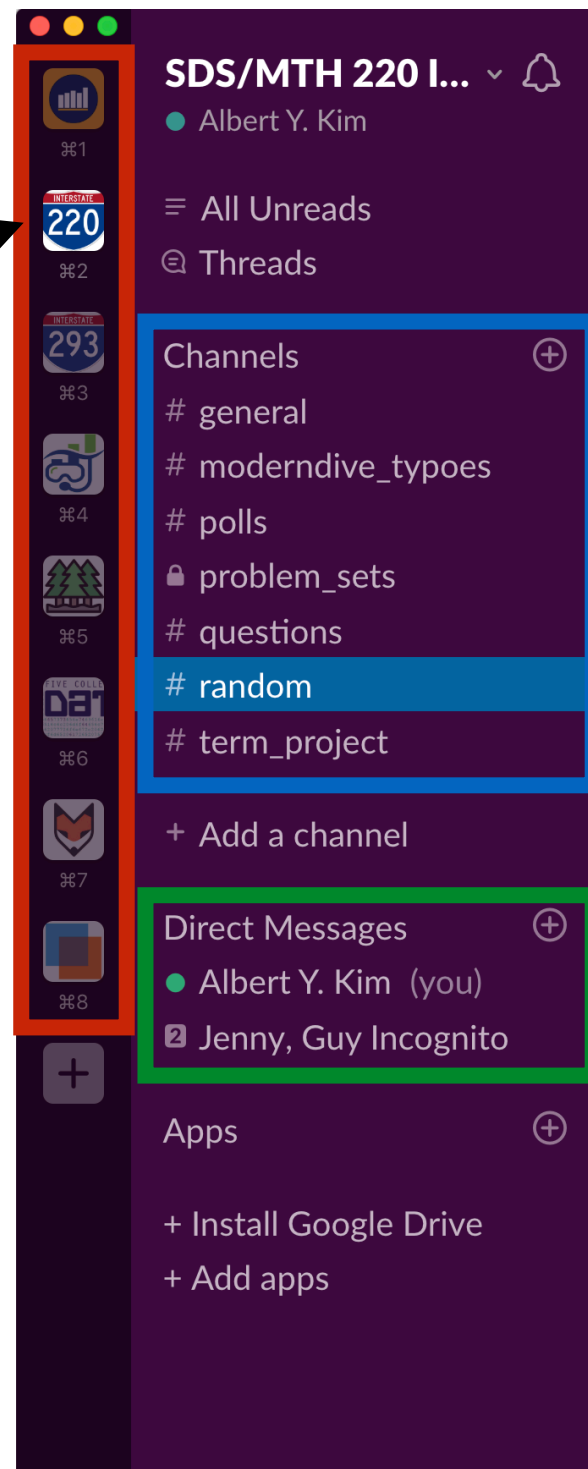 SDS/MTH 220 I...
Albert Y. Kim
⌘1
INTERSTATE
220
⌘2
INTERSTATE
293
⌘3
⌘4
⌘5
FIVE COLLE
DAT
⌘6
⌘7
⌘8
+
All Unreads
Threads
Channels
# general
# moderndive_typoes
# polls
problem_sets
# questions
# random
# term_project
+ Add a channel
Direct Messages
Albert Y. Kim (you)
2 Jenny, Guy Incognito
Apps
+ Install Google Drive
+ Add apps